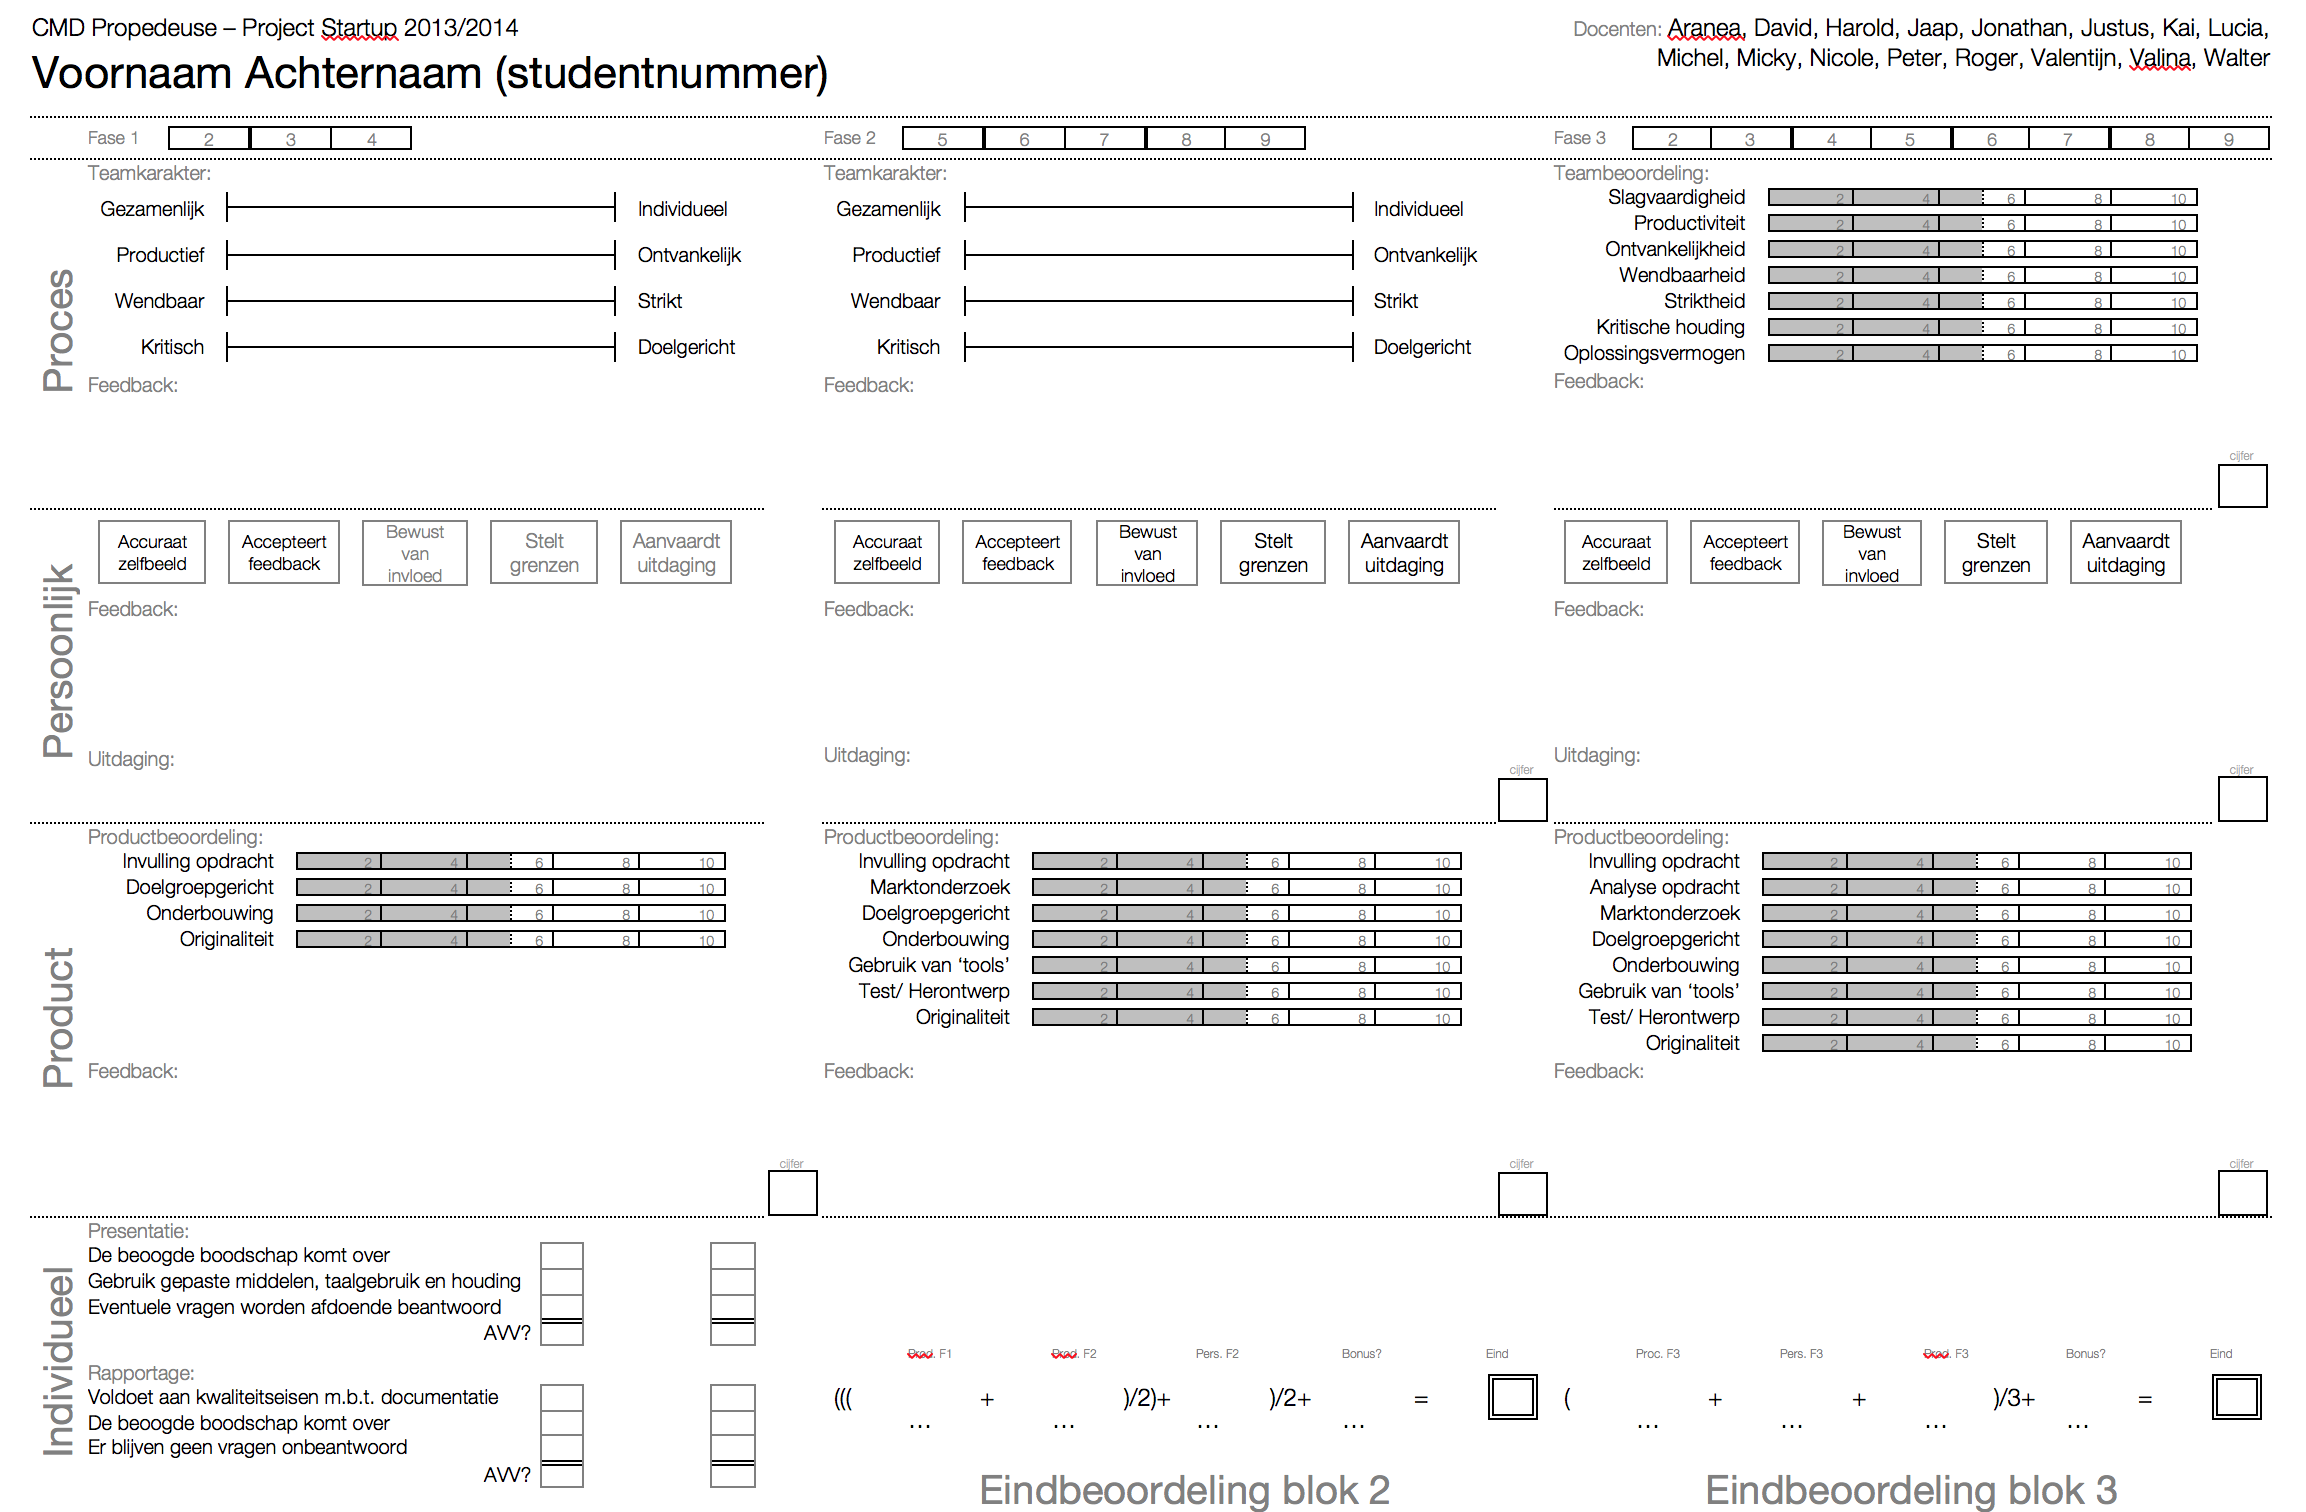 CMD Propedeuse – Project Startup 2013/2014
Voornaam Achternaam (studentnummer)
Docenten: Aranea, David, Harold, Jaap, Jonathan, Justus, Kai, Lucia,
Michel, Micky, Nicole, Peter, Roger, Valentijn, Valina, Walter
Fase 1 2 3 4
Fase 2 5 6 7 8 9
Fase 3 2 3 4 5 6 7 8 9
Proces
Teamkarakter:
Gezamenlijk Individueel
Productief Ontvankelijk
Wendbaar Strikt
Kritisch Doelgericht
Feedback:
Teamkarakter:
Gezamenlijk Individueel
Productief Ontvankelijk
Wendbaar Strikt
Kritisch Doelgericht
Feedback:
Teambeoordeling:
Slagvaardigheid 2 4 6 8 10
Productiviteit 2 4 6 8 10
Ontvankelijkheid 2 4 6 8 10
Wendbaarheid 2 4 6 8 10
Striktheid 2 4 6 8 10
Kritische houding 2 4 6 8 10
Oplossingsvermogen 2 4 6 8 10
Feedback:
cijfer
Persoonlijk
Accuraat
zelfbeeld
Accepteert
feedback
Bewust
van
invloed
Stelt
grenzen
Aanvaardt
uitdaging
Feedback:
Uitdaging:
Accuraat
zelfbeeld
Accepteert
feedback
Bewust
van
invloed
Stelt
grenzen
Aanvaardt
uitdaging
Feedback:
Uitdaging:
cijfer
Accuraat
zelfbeeld
Accepteert
feedback
Bewust
van
invloed
Stelt
grenzen
Aanvaardt
uitdaging
Feedback:
Uitdaging:
cijfer
Product
Productbeoordeling:
Invulling opdracht 2 4 6 8 10
Doelgroepgericht 2 4 6 8 10
Onderbouwing 2 4 6 8 10
Originaliteit 2 4 6 8 10
Feedback:
cijfer
Productbeoordeling:
Invulling opdracht 2 4 6 8 10
Marktonderzoek 2 4 6 8 10
Doelgroepgericht 2 4 6 8 10
Onderbouwing 2 4 6 8 10
Gebruik van ‘tools’ 2 4 6 8 10
Test/ Herontwerp 2 4 6 8 10
Originaliteit 2 4 6 8 10
Feedback:
cijfer
Productbeoordeling:
Invulling opdracht 2 4 6 8 10
Analyse opdracht 2 4 6 8 10
Marktonderzoek 2 4 6 8 10
Doelgroepgericht 2 4 6 8 10
Onderbouwing 2 4 6 8 10
Gebruik van ‘tools’ 2 4 6 8 10
Test/ Herontwerp 2 4 6 8 10
Originaliteit 2 4 6 8 10
Feedback:
cijfer
Individueel
Presentatie:
De beoogde boodschap komt over
Gebruik gepaste middelen, taalgebruik en houding
Eventuele vragen worden afdoende beantwoord
AVV?
Rapportage:
Voldoet aan kwaliteitseisen m.b.t. documentatie
De beoogde boodschap komt over
Er blijven geen vragen onbeantwoord
AVV?
Prod. F1 Prod. F2 Pers. F2 Bonus? Eind
((( + )/2)+ )/2+ =
... ... ... ...
Eindbeoordeling blok 2
Proc. F3 Pers. F3 Prod. F3 Bonus? Eind
( + + )/3+ =
... ... ... ...
Eindbeoordeling blok 3